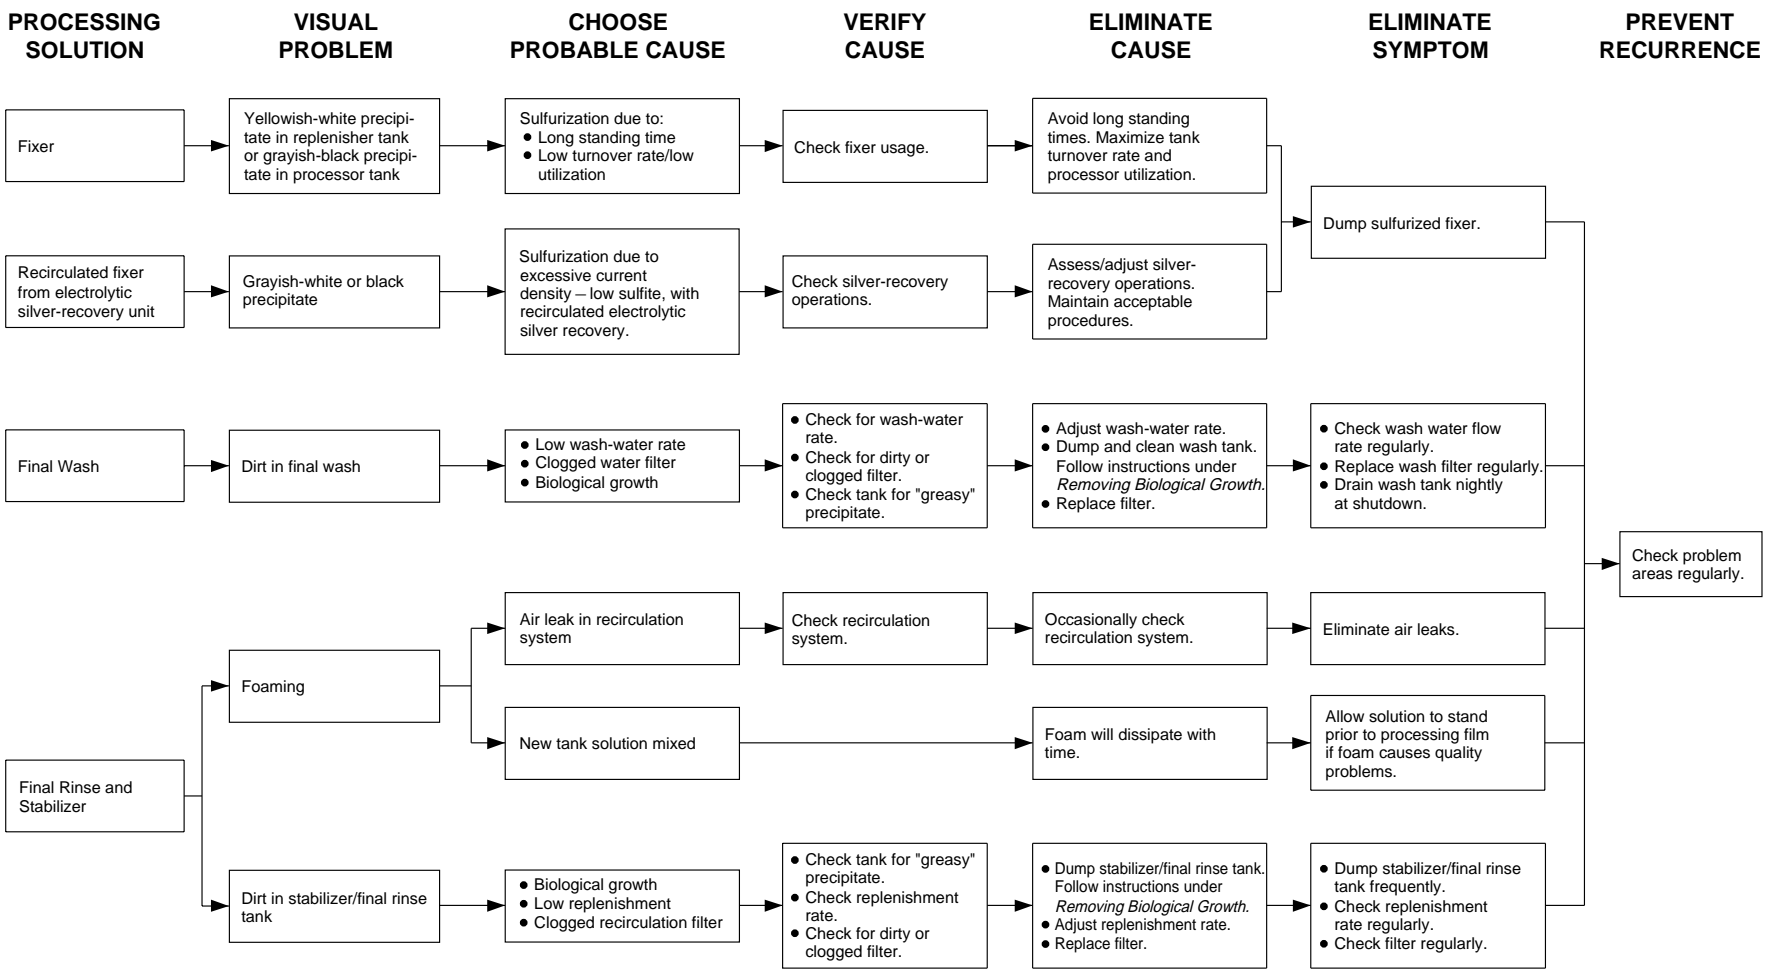 PROCESSING
SOLUTION
VISUAL
PROBLEM
CHOOSE
PROBABLE CAUSE
VERIFY
CAUSE
ELIMINATE
CAUSE
ELIMINATE
SYMPTOM
PREVENT
RECURRENCE
Fixer
Yellowish-white precipi-
tate in replenisher tank
or grayish-black precipi-
tate in processor tank
Sulfurization due to:
● Long standing time
● Low turnover rate/low
utilization
Check fixer usage.
Avoid long standing
times. Maximize tank
turnover rate and
processor utilization.
Dump sulfurized fixer.
Recirculated fixer
from electrolytic
silver-recovery unit
Grayish-white or black
precipitate
Sulfurization due to
excessive current
density – low sulfite, with
recirculated electrolytic
silver recovery.
Check silver-recovery
operations.
Assess/adjust silver-
recovery operations.
Maintain acceptable
procedures.
Final Wash
Dirt in final wash
● Low wash-water rate
● Clogged water filter
● Biological growth
● Check for wash-water
rate.
● Check for dirty or
clogged filter.
● Check tank for "greasy"
precipitate.
● Adjust wash-water rate.
● Dump and clean wash tank.
Follow instructions under
Removing Biological Growth.
● Replace filter.
● Check wash water flow
rate regularly.
● Replace wash filter regularly.
● Drain wash tank nightly
at shutdown.
Check problem
areas regularly.
Final Rinse and
Stabilizer
Foaming
Air leak in recirculation
system
Check recirculation
system.
Occasionally check
recirculation system.
Eliminate air leaks.
New tank solution mixed
Foam will dissipate with
time.
Allow solution to stand
prior to processing film
if foam causes quality
problems.
Dirt in stabilizer/final rinse
tank
● Biological growth
● Low replenishment
● Clogged recirculation filter
● Check tank for "greasy"
precipitate.
● Check replenishment
rate.
● Check for dirty or
clogged filter.
● Dump stabilizer/final rinse tank.
Follow instructions under
Removing Biological Growth.
● Adjust replenishment rate.
● Replace filter.
● Dump stabilizer/final rinse
tank frequently.
● Check replenishment
rate regularly.
● Check filter regularly.